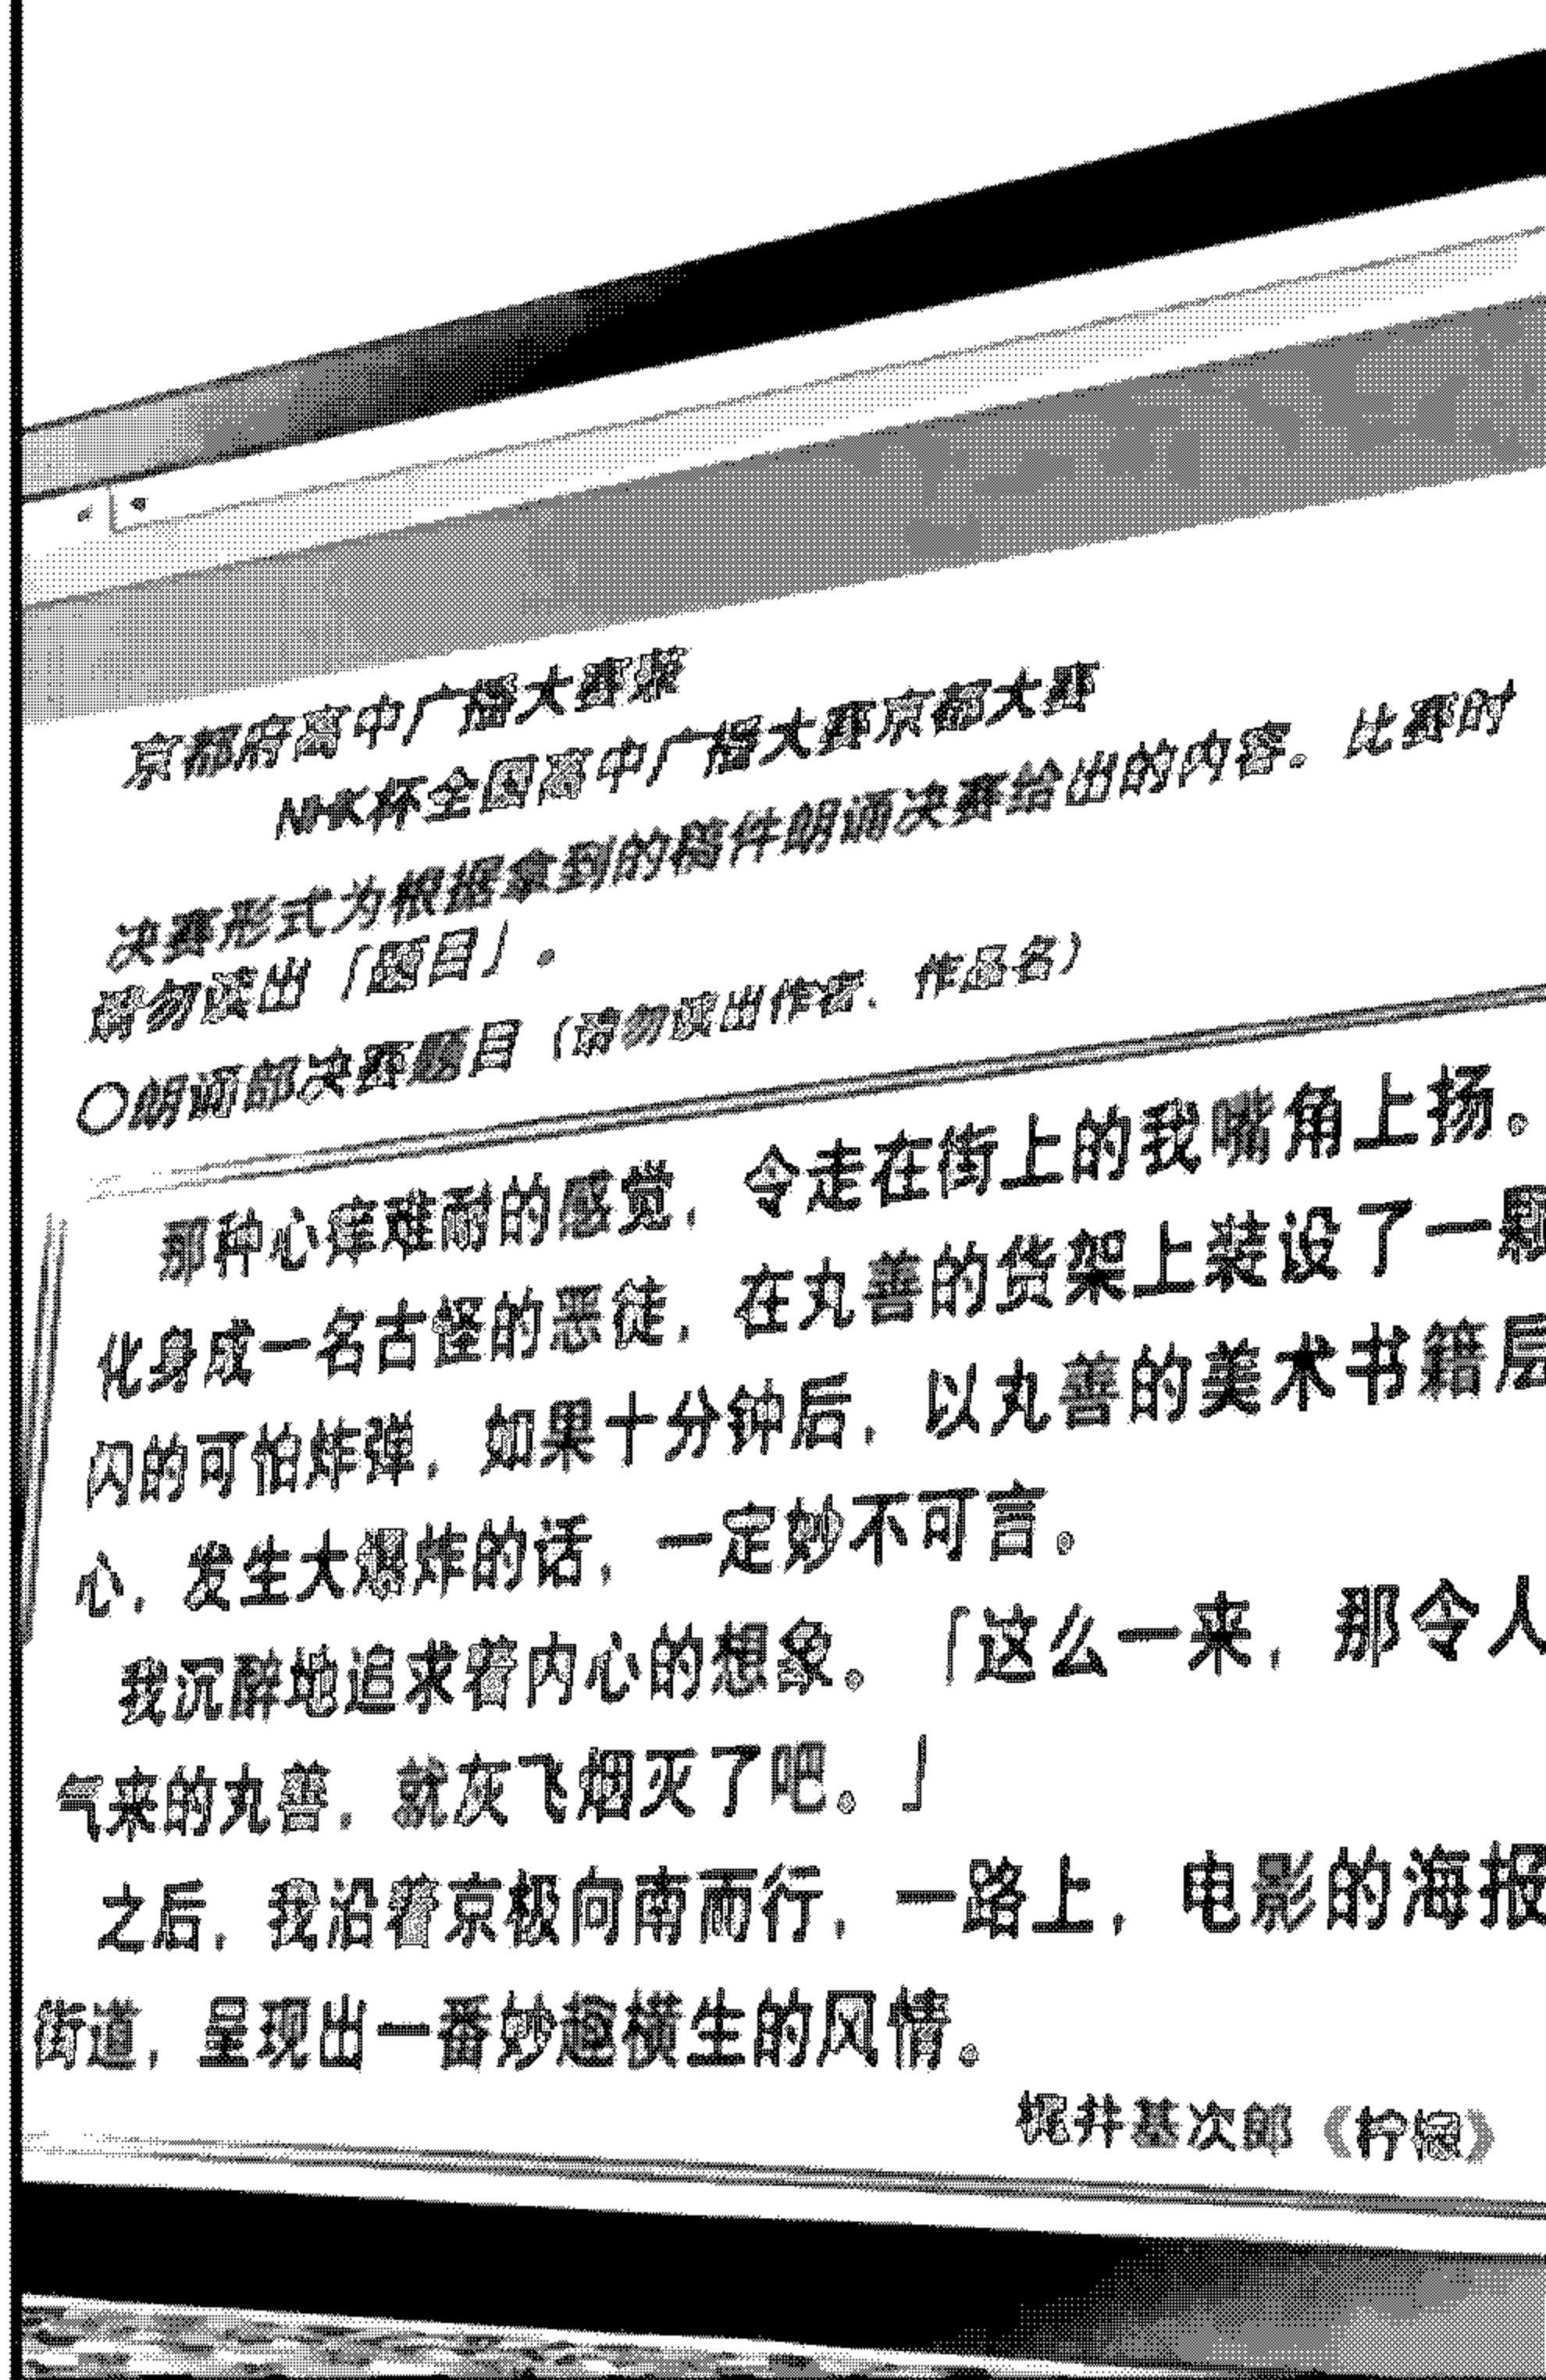 京都府高中广播大赛暨
NHK杯全国高中广播大赛京都大赛
决赛形式为根据拿到的稿件朗诵决赛给出的内容。比赛时
请勿读出「题目」.
○朗诵部决赛题目（请勿读出作者、作品名）
那种心痒难耐的感觉，令走在街上的我嘴角上扬。
化身成一名古怪的恶徒，在丸善的货架上装设了一颗
闪的可怕炸弹，如果十分钟后，以丸善的美术书籍层
心，发生大爆炸的话，一定妙不可言。
我沉醉地追求着内心的想象。「这么一来，那令人
气来的丸善，就灰飞烟灭了吧。」
之后，我沿着京极向南而行，一路上，电影的海报
街道，呈现出一番妙趣横生的风情。
梶井基次郎《柠檬》